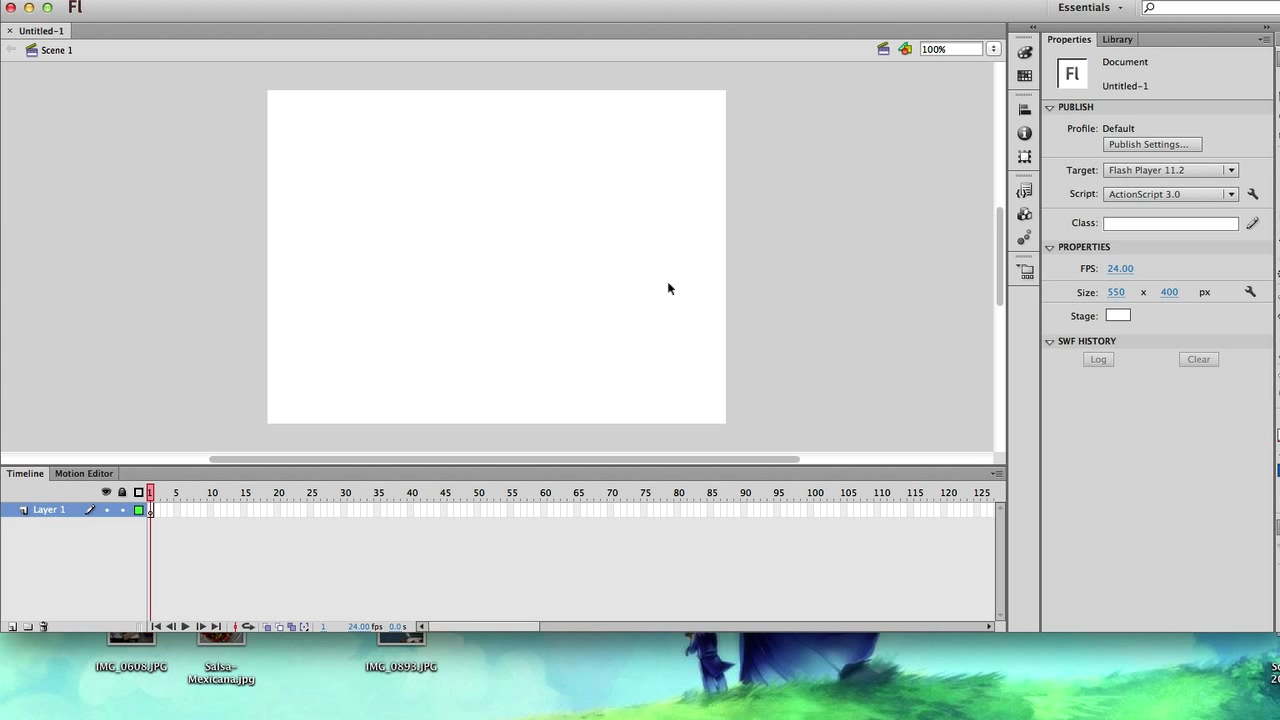 Fl
Essentials
Untitled-1
Scene 1
100%
Properties
Library
Fl
Document
Untitled-1
PUBLISH
Profile: Default
Publish Settings...
Target: Flash Player 11.2
Script: ActionScript 3.0
Class:
PROPERTIES
FPS: 24.00
Size: 550 x 400 px
Stage:
SWF HISTORY
Log
Clear
Timeline
Motion Editor
1 5 10 15 20 25 30 35 40 45 50 55 60 65 70 75 80 85 90 95 100 105 110 115 120 125
Layer 1
1 24.00 fps 0.0 s
IMG_0608.JPG
Salsa-
Mexicana.jpg
IMG_0893.JPG